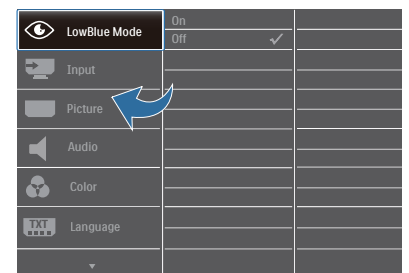 LowBlue Mode
On
Off
Input
Picture
Audio
Color
TXT
Language